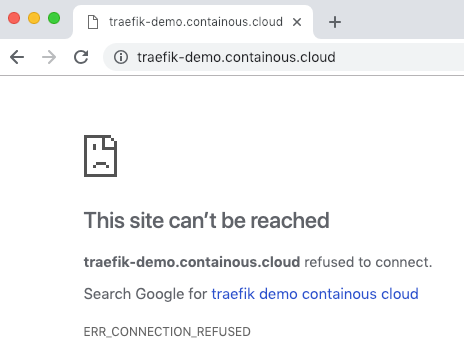 traefik-demo.containous.cloud
traefik-demo.containous.cloud
This site can’t be reached
traefik-demo.containous.cloud refused to connect.
Search Google for traefik demo containous cloud
ERR_CONNECTION_REFUSED